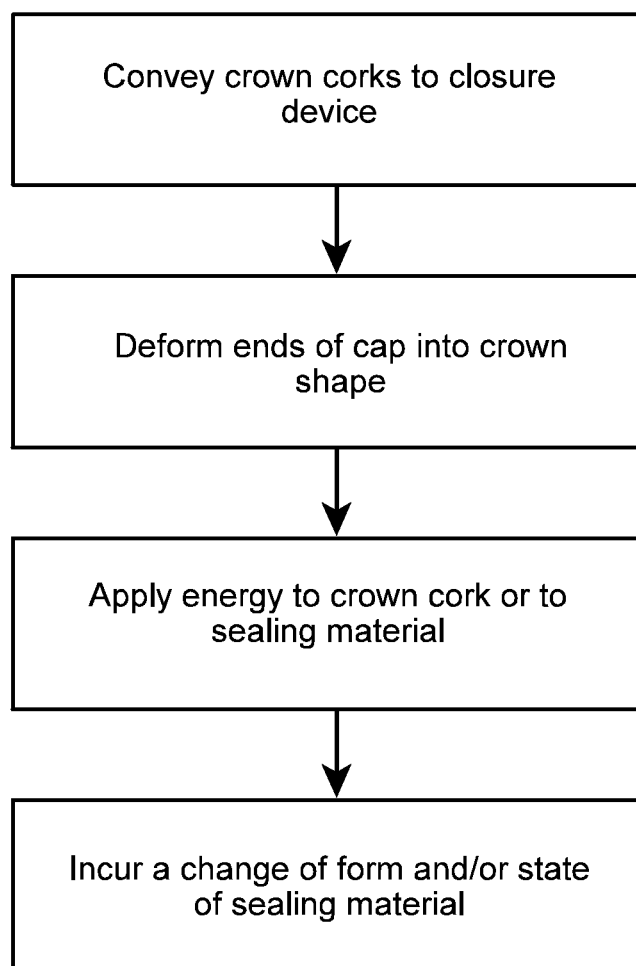 Convey crown corks to closure
device
Deform ends of cap into crown
shape
Apply energy to crown cork or to
sealing material
Incur a change of form and/or state
of sealing material